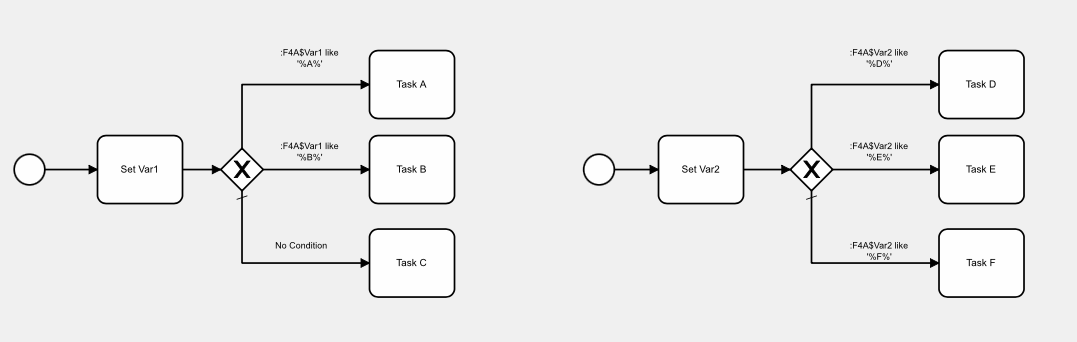 :F4A$Var1 like
'%A%'
Task A
Set Var1
X
:F4A$Var1 like
'%B%'
Task B
No Condition
Task C
:F4A$Var2 like
'%D%'
Task D
Set Var2
X
:F4A$Var2 like
'%E%'
Task E
:F4A$Var2 like
'%F%'
Task F